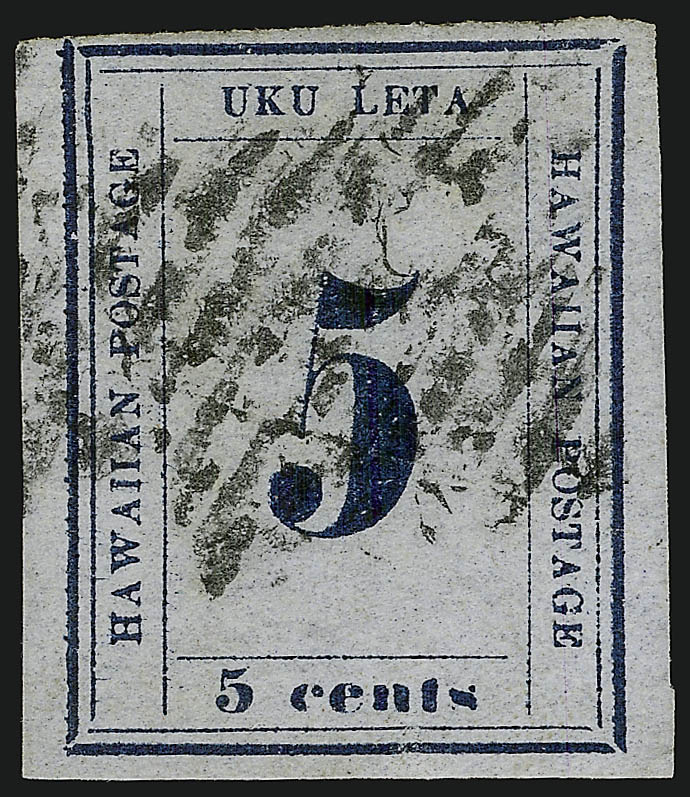 UKU LETA
HAWAIIAN POSTAGE
5
HAWAIIAN POSTAGE
5 cents